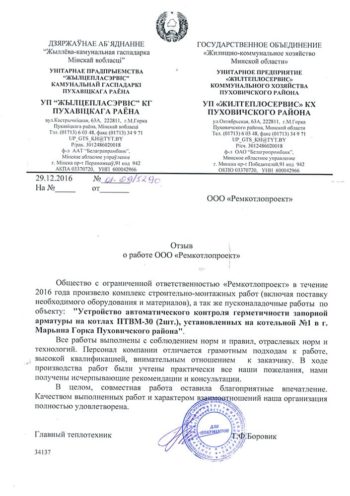 ДЗЯРЖАЎНАЕ АБ'ЯДНАННЕ
"Жыллёва-камунальная гаспадарка
Мінскай вобласці"
УНІТАРНАЕ ПРАДПРЫЕМСТВА
"ЖЫЛЦЕПЛАСЭРВІС"
КАМУНАЛЬНАЙ ГАСПАДАРКІ
ПУХАВІЦКАГА РАЁНА
УП "ЖЫЛЦЕПЛАСЭРВІС" КГ
ПУХАВІЦКАГА РАЁНА
вул.Кастрычніцкая, 63А, 222811, г.М.Горка
Пухавіцкага раёна, Мінскай вобласці
Тэл. (01713) 6 03 48, факс (01713) 34 9 71
UP_GTS_KH@TYT.BY
Р/рах. 3012486020018
ф-л ААТ "Белаграпрамбанк",
Мінскае абласное упраўленне
г. Мінск пр-т Пераможцаў,91 код 942
АКПА 03370720, УНП 600042966
29.12.2016 № 01-09/5290
На № от
ГОСУДАРСТВЕННОЕ ОБЪЕДИНЕНИЕ
«Жилищно-коммунальное хозяйство
Минской области»
УНИТАРНОЕ ПРЕДПРИЯТИЕ
«ЖИЛТЕПЛОСЕРВИС»
КОММУНАЛЬНОГО ХОЗЯЙСТВА
ПУХОВИЧСКОГО РАЙОНА
УП «ЖИЛТЕПЛОСЕРВИС» КХ
ПУХОВИЧСКОГО РАЙОНА
ул.Октябрьская, 63А, 222811, г.М.Горка
Пуховичского района, Минской области
Тел. (01713) 6 03 48, факс (01713) 34 9 71
UP_GTS_KH@TYT.BY
Р/счет. 3012486020018
ф-л ОАО "Белагропромбанк",
Минское областное управление
г. Минск пр-т Победителей,91 код 942
ОКПО 03370720, УНП 600042966
ООО «Ремкотлопроект»
Отзыв
о работе ООО «Ремкотлопроект»
Общество с ограниченной ответственностью «Ремкотлопроект» в течение
2016 года произвело комплекс строительно-монтажных работ (включая поставку
необходимого оборудования и материалов), а так же пусконаладочные работы по
объекту: "Устройство автоматического контроля герметичности запорной
арматуры на котлах ПТВМ-30 (2шт.), установленных на котельной №1 в г.
Марьина Горка Пуховичского района".
Все работы выполнены с соблюдением норм и правил, отраслевых норм и
технологий. Персонал компании отличается грамотным подходом к работе,
высокой квалификацией, внимательным отношением к заказчику. В ходе
производства работ были учтены практически все наши пожелания, нами
получены исчерпывающие рекомендации и консультации.
В целом, совместная работа оставила благоприятные впечатление.
Качеством выполненных работ и характером взаимоотношений наша организация
полностью удовлетворена.
Главный теплотехник Т.Ф.Боровик
ДЛЯ
ДОКУМЕНТОВ
34137